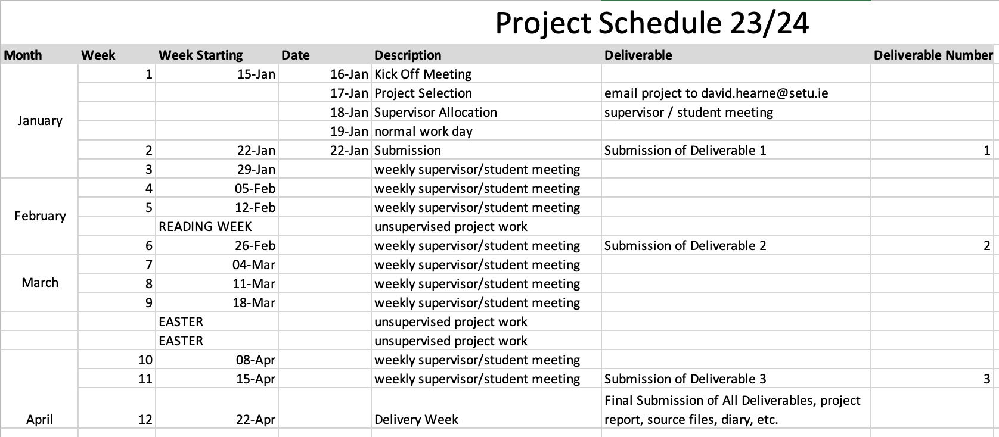 Project Schedule 23/24
Month Week Week Starting Date Description Deliverable Deliverable Number
January 1 15-Jan 16-Jan Kick Off Meeting
17-Jan Project Selection email project to david.hearne@setu.ie
18-Jan Supervisor Allocation supervisor / student meeting
19-Jan normal work day
2 22-Jan 22-Jan Submission Submission of Deliverable 1 1
3 29-Jan weekly supervisor/student meeting
February 4 05-Feb weekly supervisor/student meeting
5 12-Feb weekly supervisor/student meeting
READING WEEK unsupervised project work
6 26-Feb weekly supervisor/student meeting Submission of Deliverable 2 2
March 7 04-Mar weekly supervisor/student meeting
8 11-Mar weekly supervisor/student meeting
9 18-Mar weekly supervisor/student meeting
EASTER unsupervised project work
EASTER unsupervised project work
April 10 08-Apr weekly supervisor/student meeting
11 15-Apr weekly supervisor/student meeting Submission of Deliverable 3 3
12 22-Apr Delivery Week Final Submission of All Deliverables, project
report, source files, diary, etc.